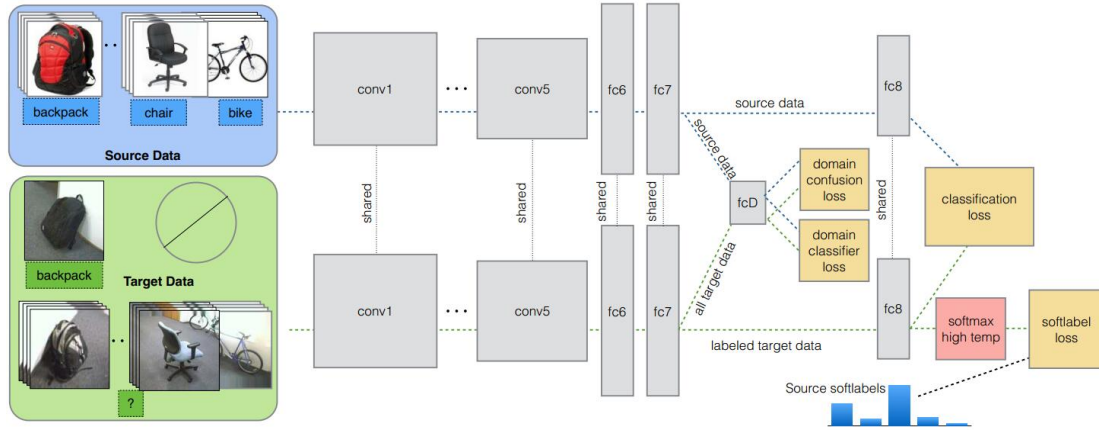 backpack
chair
bike
Source Data
backpack
Target Data
?
conv1
conv5
fc6
fc7
source data
fc8
shared
shared
shared
shared
source data
fcD
domain
confusion
loss
domain
classifier
loss
shared
classification
loss
all target data
conv1
conv5
fc6
fc7
labeled target data
fc8
softmax
high temp
softlabel
loss
Source softlabels